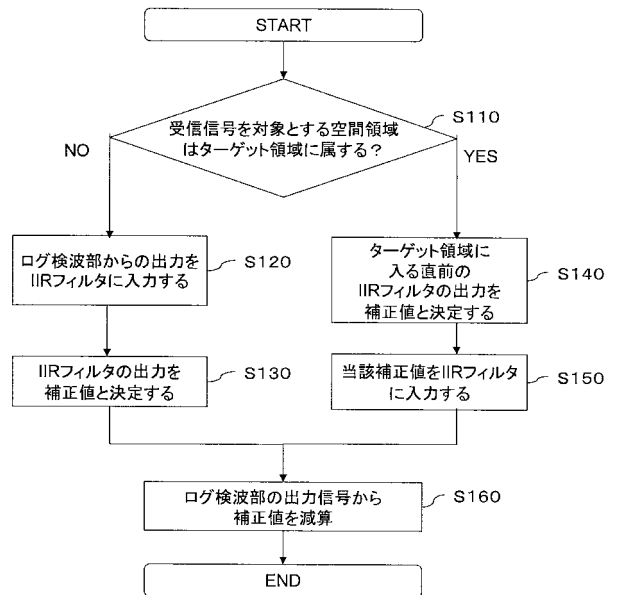 START
受信信号を対象とする空間領域
はターゲット領域に属する？
S110
NO
YES
ログ検波部からの出力を
IIRフィルタに入力する
S120
ターゲット領域に
入る直前の
IIRフィルタの出力を
補正値と決定する
S140
IIRフィルタの出力を
補正値と決定する
S130
当該補正値をIIRフィルタ
に入力する
S150
ログ検波部の出力信号から
補正値を減算
S160
END